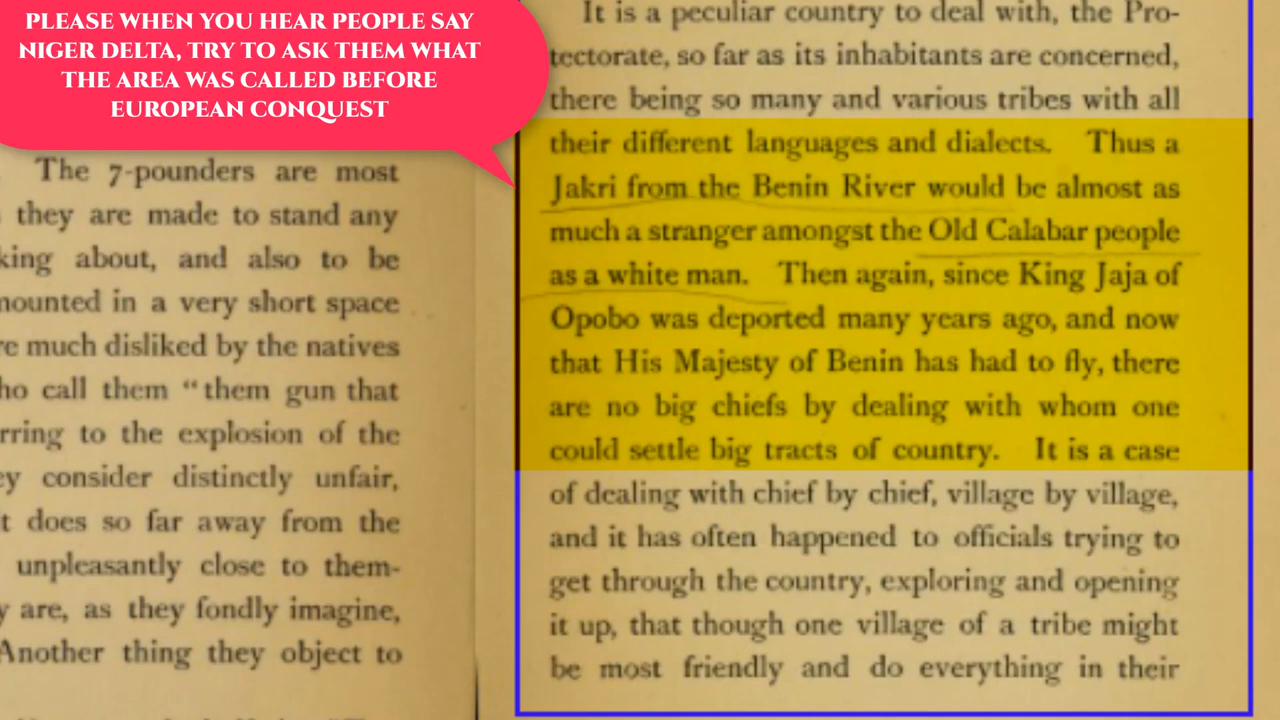 PLEASE WHEN YOU HEAR PEOPLE SAY
NIGER DELTA, TRY TO ASK THEM WHAT
THE AREA WAS CALLED BEFORE
EUROPEAN CONQUEST
The 7-pounders are most
they are made to stand any
king about, and also to be
mounted in a very short space
re much disliked by the natives
ho call them “them gun that
rring to the explosion of the
ey consider distinctly unfair,
t does so far away from the
unpleasantly close to them-
y are, as they fondly imagine,
Another thing they object to
It is a peculiar country to deal with, the Pro-
tectorate, so far as its inhabitants are concerned,
there being so many and various tribes with all
their different languages and dialects. Thus a
Jakri from the Benin River would be almost as
much a stranger amongst the Old Calabar people
as a white man. Then again, since King Jaja of
Opobo was deported many years ago, and now
that His Majesty of Benin has had to fly, there
are no big chiefs by dealing with whom one
could settle big tracts of country. It is a case
of dealing with chief by chief, village by village,
and it has often happened to officials trying to
get through the country, exploring and opening
it up, that though one village of a tribe might
be most friendly and do everything in their